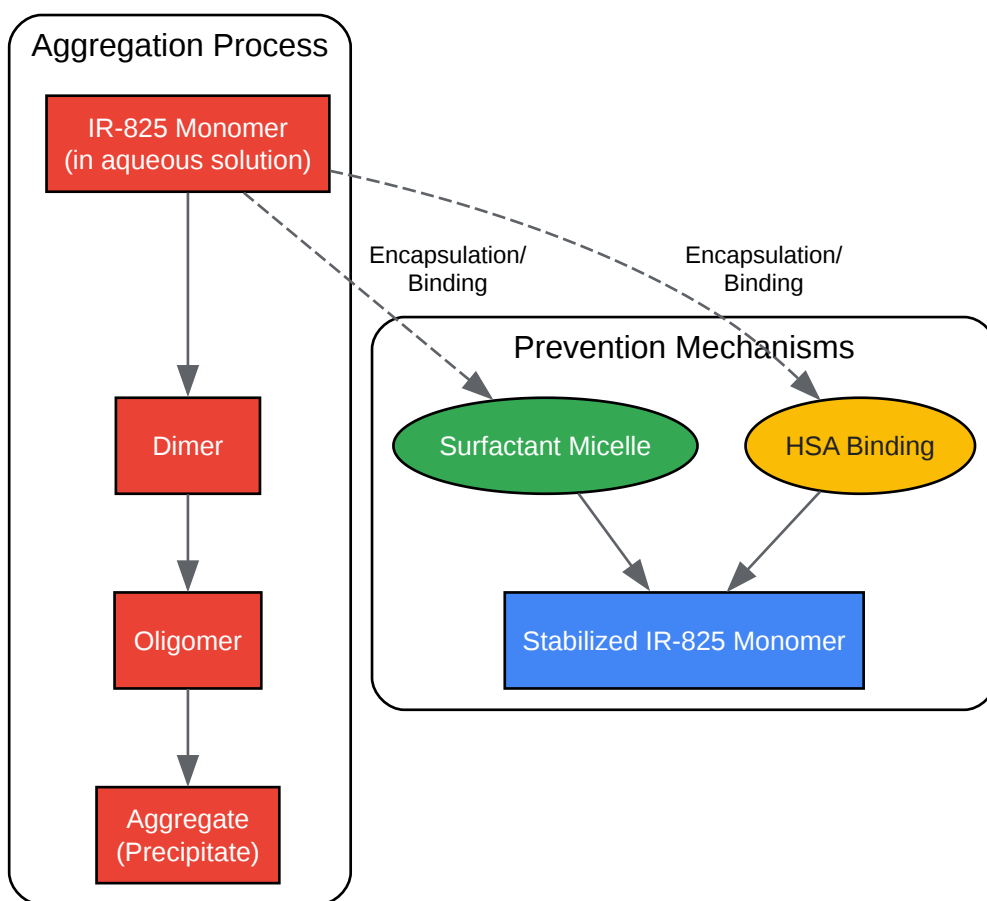 Aggregation Process
IR-825 Monomer
(in aqueous solution)
Encapsulation/
Binding
Encapsulation/
Binding
Prevention Mechanisms
Dimer
Surfactant Micelle
HSA Binding
Oligomer
Stabilized IR-825 Monomer
Aggregate
(Precipitate)